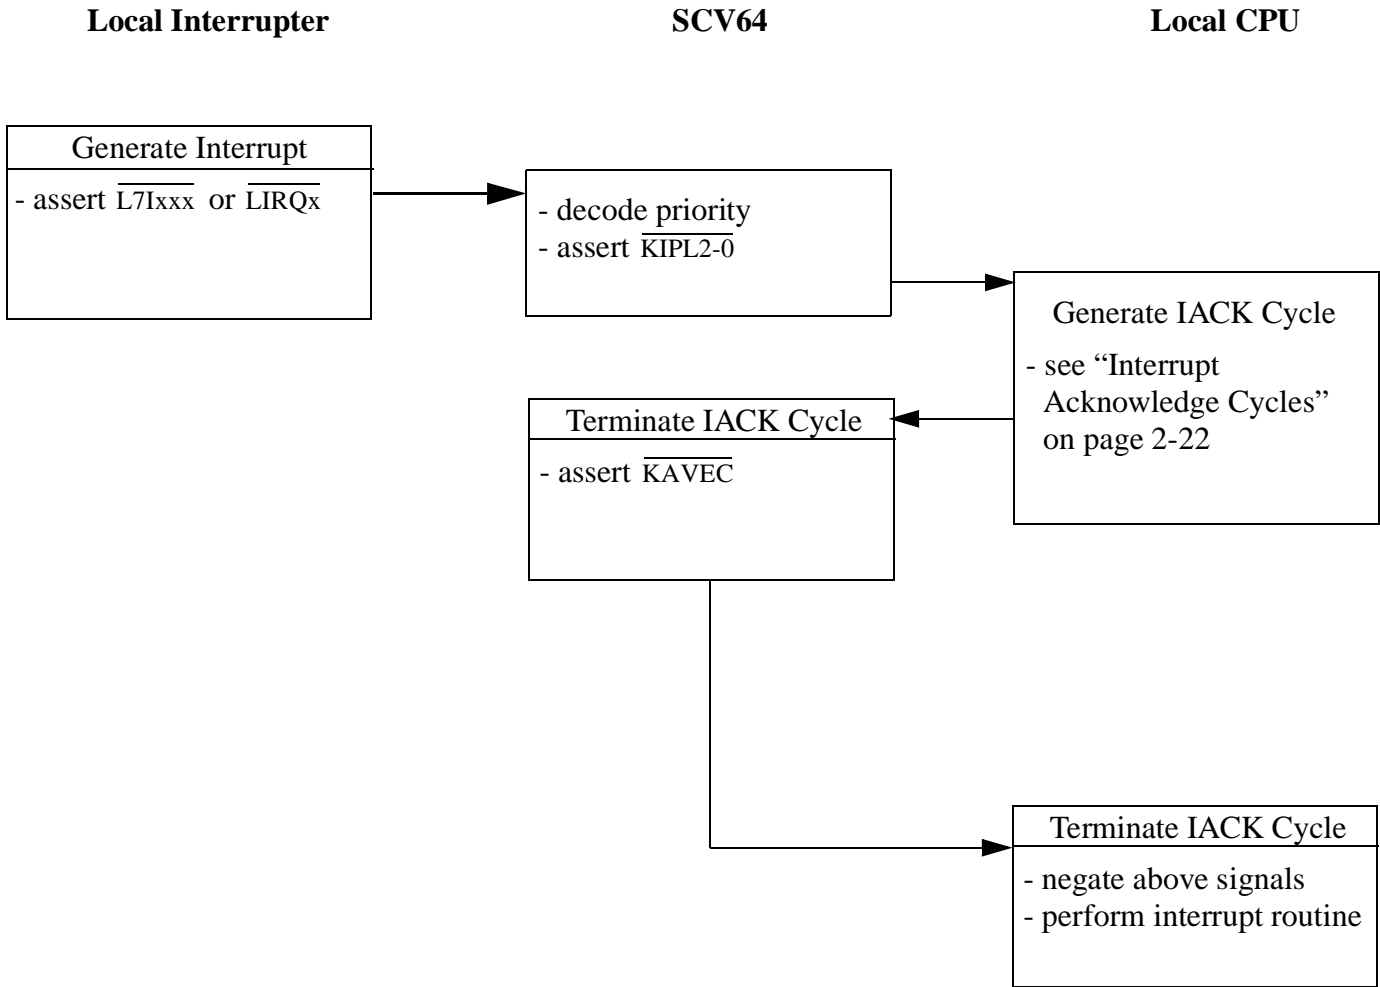 Local Interrupter
SCV64
Local CPU
Generate Interrupt
- assert L7Ixxx or LIRQx
- decode priority
- assert KIPL2-0
Generate IACK Cycle
- see “Interrupt
Acknowledge Cycles”
on page 2-22
Terminate IACK Cycle
- assert KAVEC
Terminate IACK Cycle
- negate above signals
- perform interrupt routine